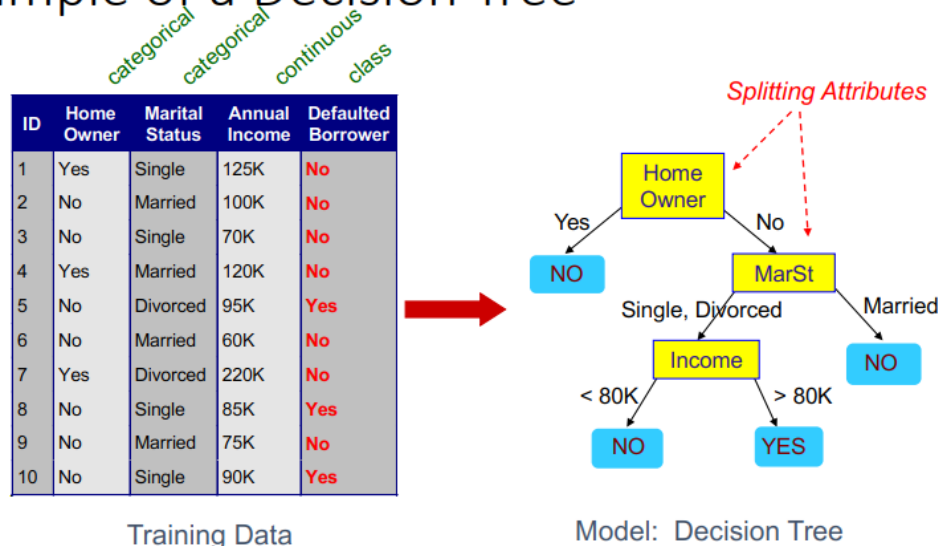 ample of a Decision Tree
categorical
categorical
continuous
class
ID Home Owner Marital Status Annual Income Defaulted Borrower
1 Yes Single 125K No
2 No Married 100K No
3 No Single 70K No
4 Yes Married 120K No
5 No Divorced 95K Yes
6 No Married 60K No
7 Yes Divorced 220K No
8 No Single 85K Yes
9 No Married 75K No
10 No Single 90K Yes
Training Data
Splitting Attributes
Home
Owner
Yes
No
NO
MarSt
Single, Divorced
Married
Income
NO
< 80K
> 80K
NO
YES
Model: Decision Tree